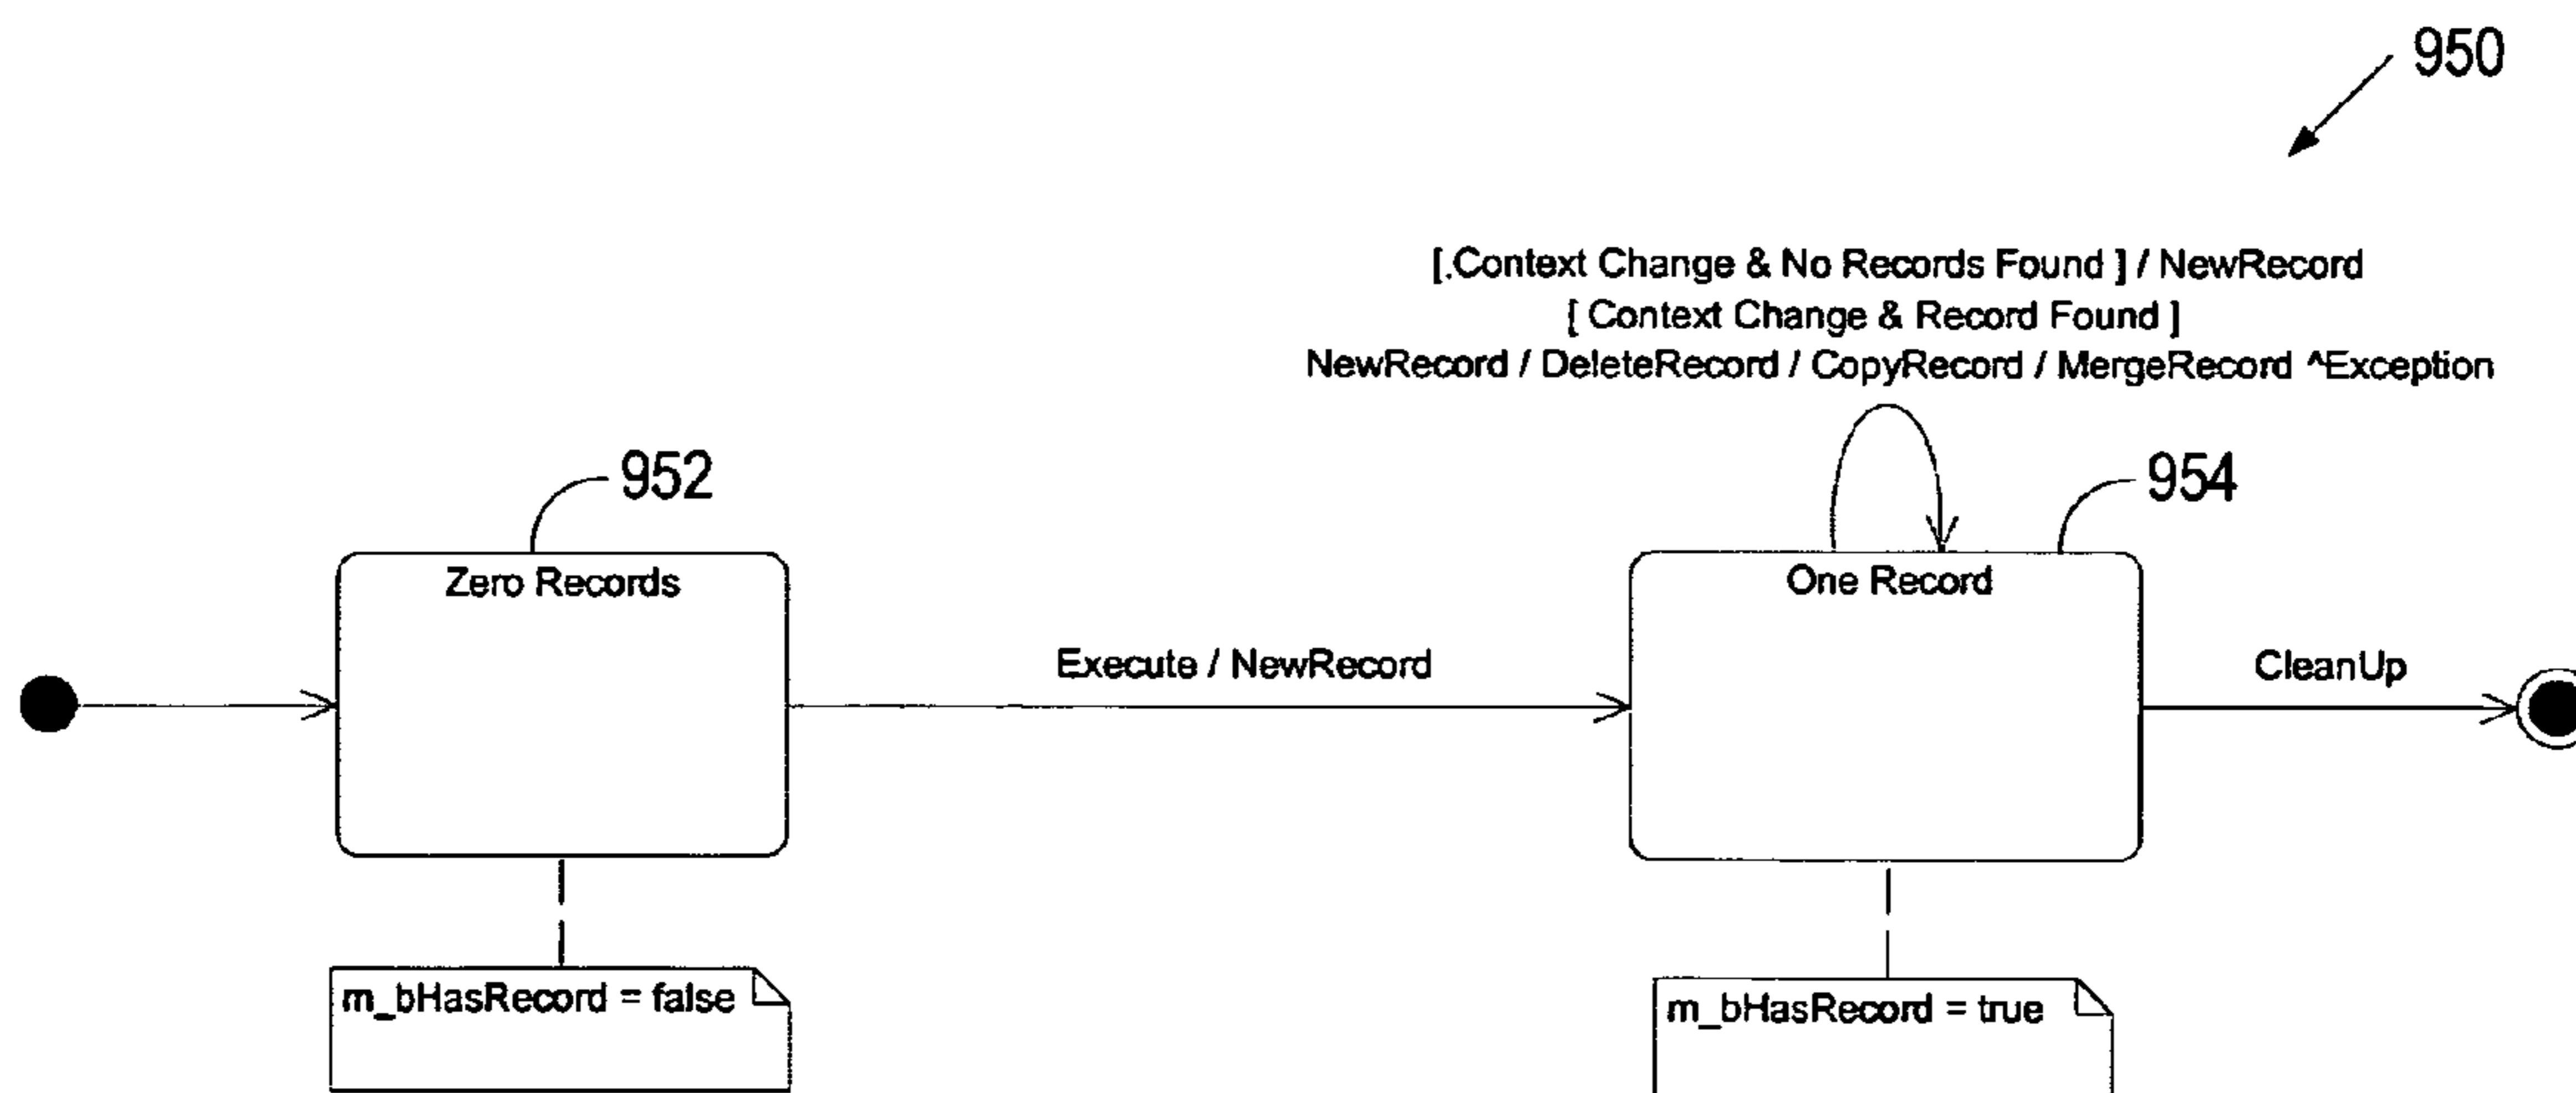 950
[.Context Change & No Records Found ] / NewRecord
[ Context Change & Record Found ]
NewRecord / DeleteRecord / CopyRecord / MergeRecord ^Exception
952
954
Zero Records
One Record
Execute / NewRecord
CleanUp
m_bHasRecord = false
m_bHasRecord = true